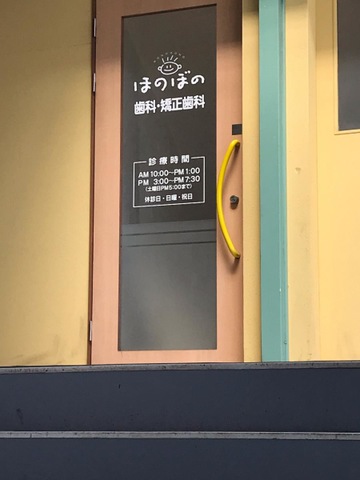 ほのぼの
歯科・矯正歯科
診療時間
AM 10:00〜PM 1:00
PM 3:00〜PM 7:30
(土曜日PM5:00まで)
休診日・日曜・祝日